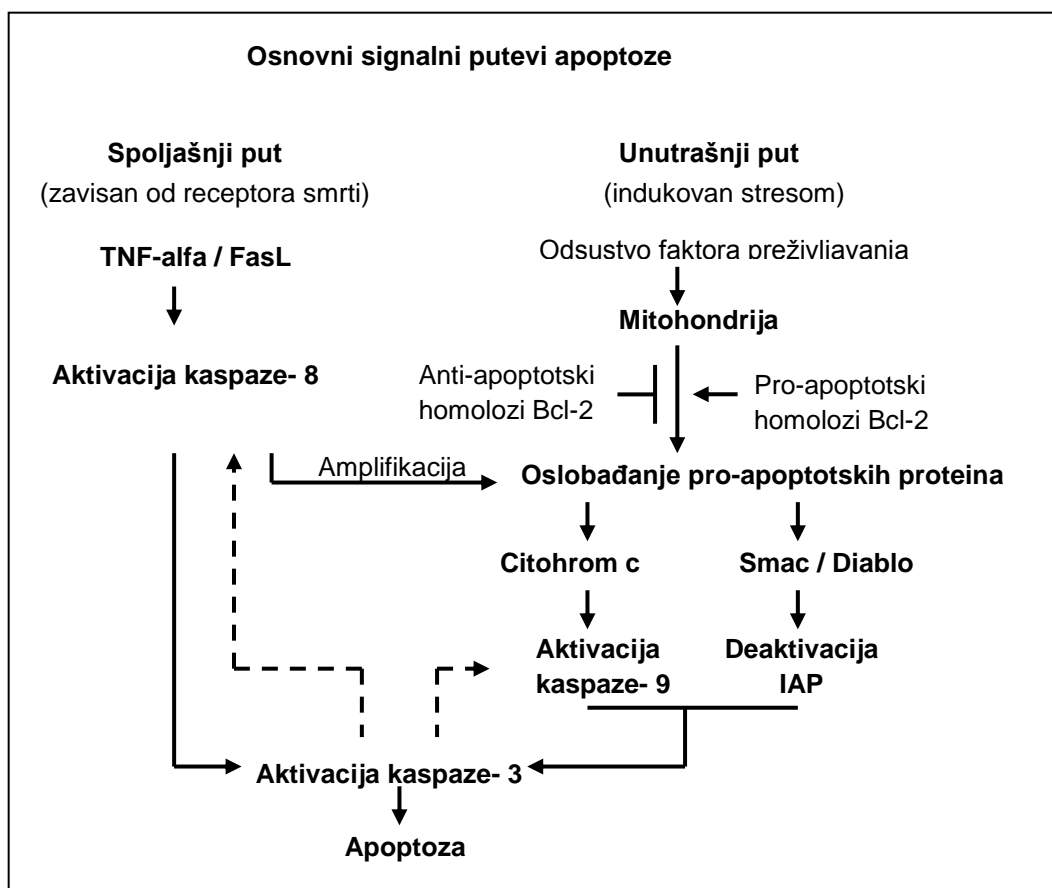 Osnovni signalni putevi apoptoze
Spoljašnji put
(zavisan od receptora smrti)
Unutrašnji put
(indukovan stresom)
TNF-alfa / FasL
Odsustvo faktora preživljavanja
Mitohondrija
Aktivacija kaspaze- 8
Anti-apoptotski
homolozi Bcl-2
Pro-apoptotski
homolozi Bcl-2
Amplifikacija
Oslobađanje pro-apoptotskih proteina
Citohrom c
Smac / Diablo
Aktivacija
kaspaze- 9
Deaktivacija
IAP
Aktivacija kaspaze- 3
Apoptoza